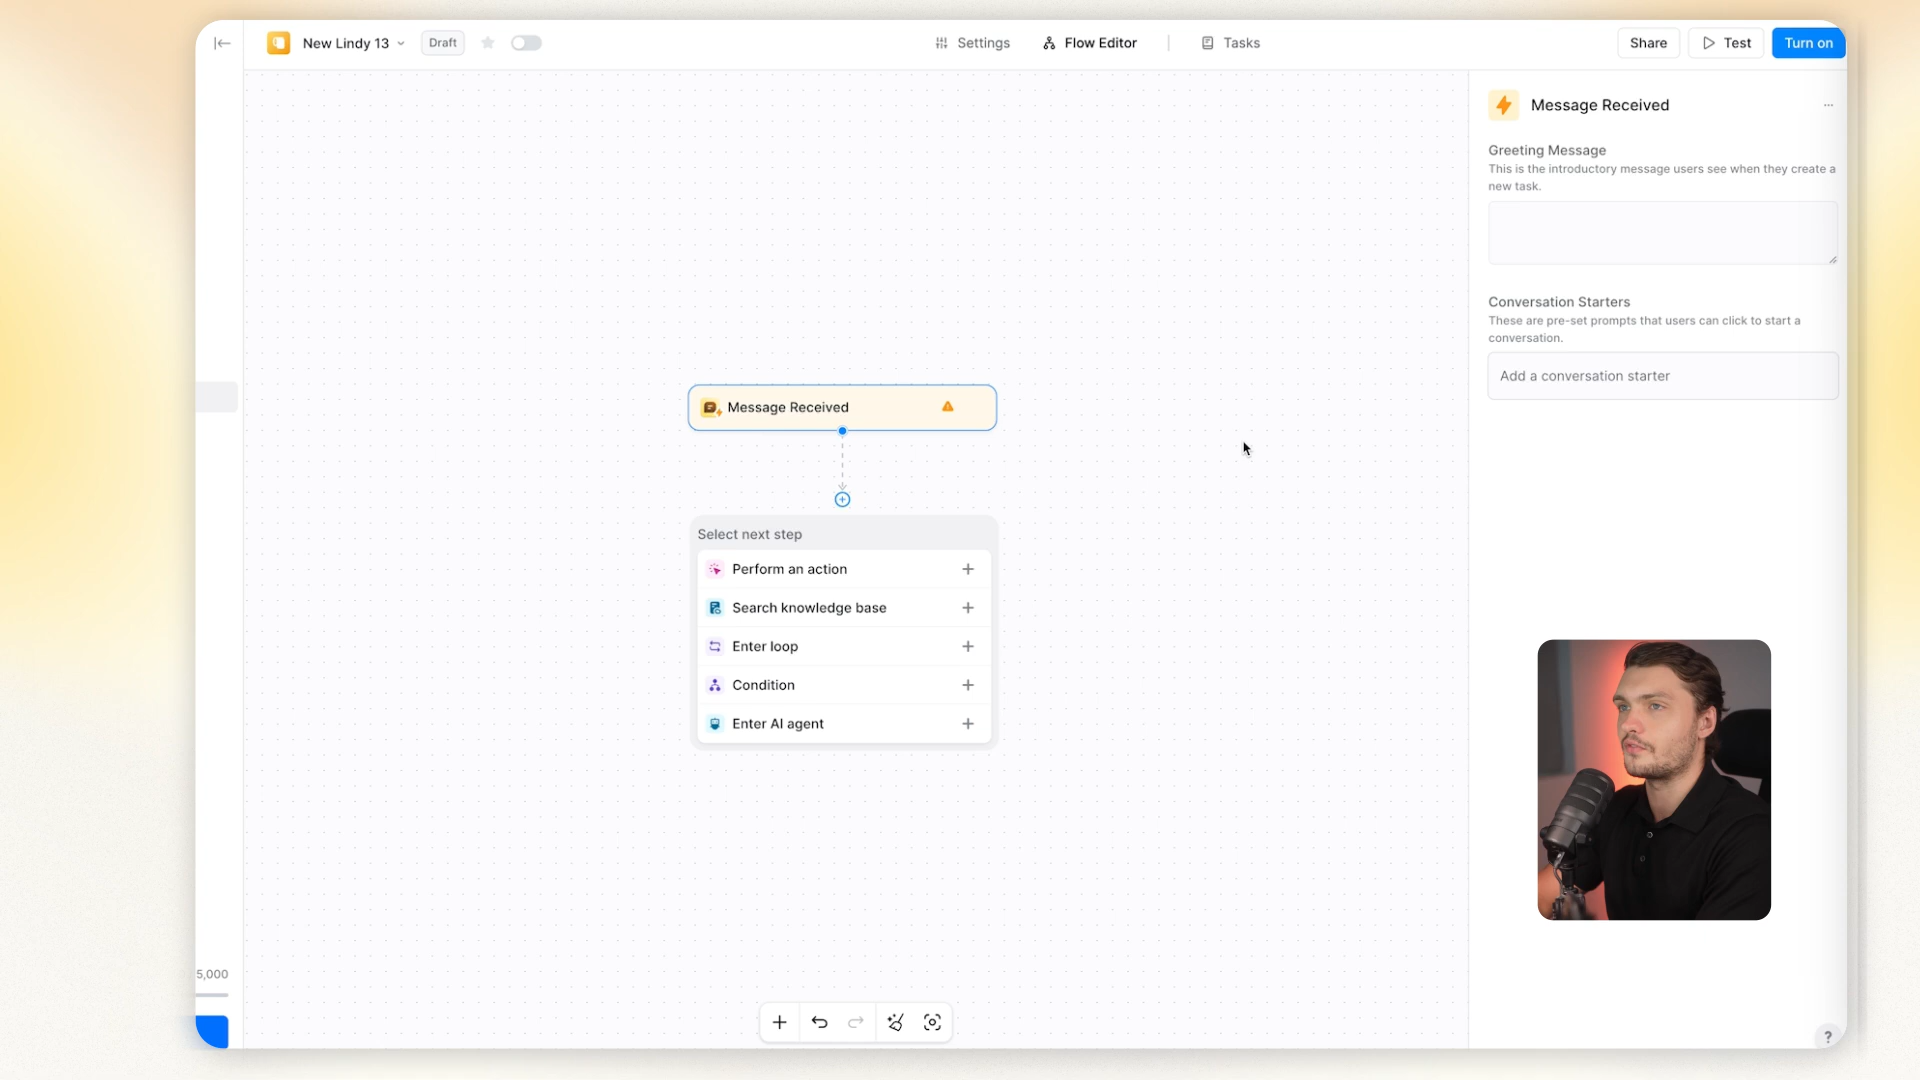 New Lindy 13
Draft
Settings
Flow Editor
Tasks
Share
Test
Turn on
Message Received
Greeting Message
This is the introductory message users see when they create a
new task.
Conversation Starters
These are pre-set prompts that users can click to start a
conversation.
Add a conversation starter
Message Received
Select next step
Perform an action
Search knowledge base
Enter loop
Condition
Enter AI agent
5,000
?